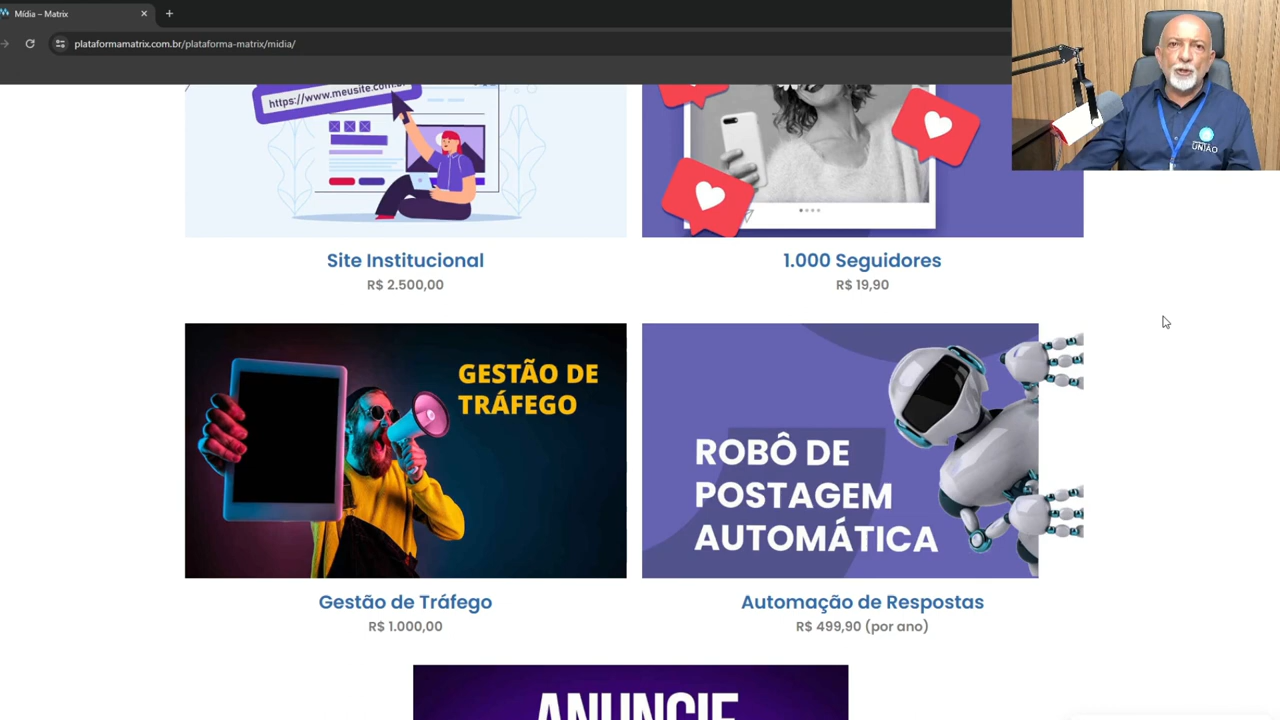 Mídia – Matrix
plataformamatrix.com.br/plataforma-matrix/midia/
https://www.meusite.com.b
UNIÃO
Site Institucional
R$ 2.500,00
1.000 Seguidores
R$ 19,90
GESTÃO DE
TRÁFEGO
ROBÔ DE
POSTAGEM
AUTOMÁTICA
Gestão de Tráfego
R$ 1.000,00
Automação de Respostas
R$ 499,90 (por ano)
ANUNCIE